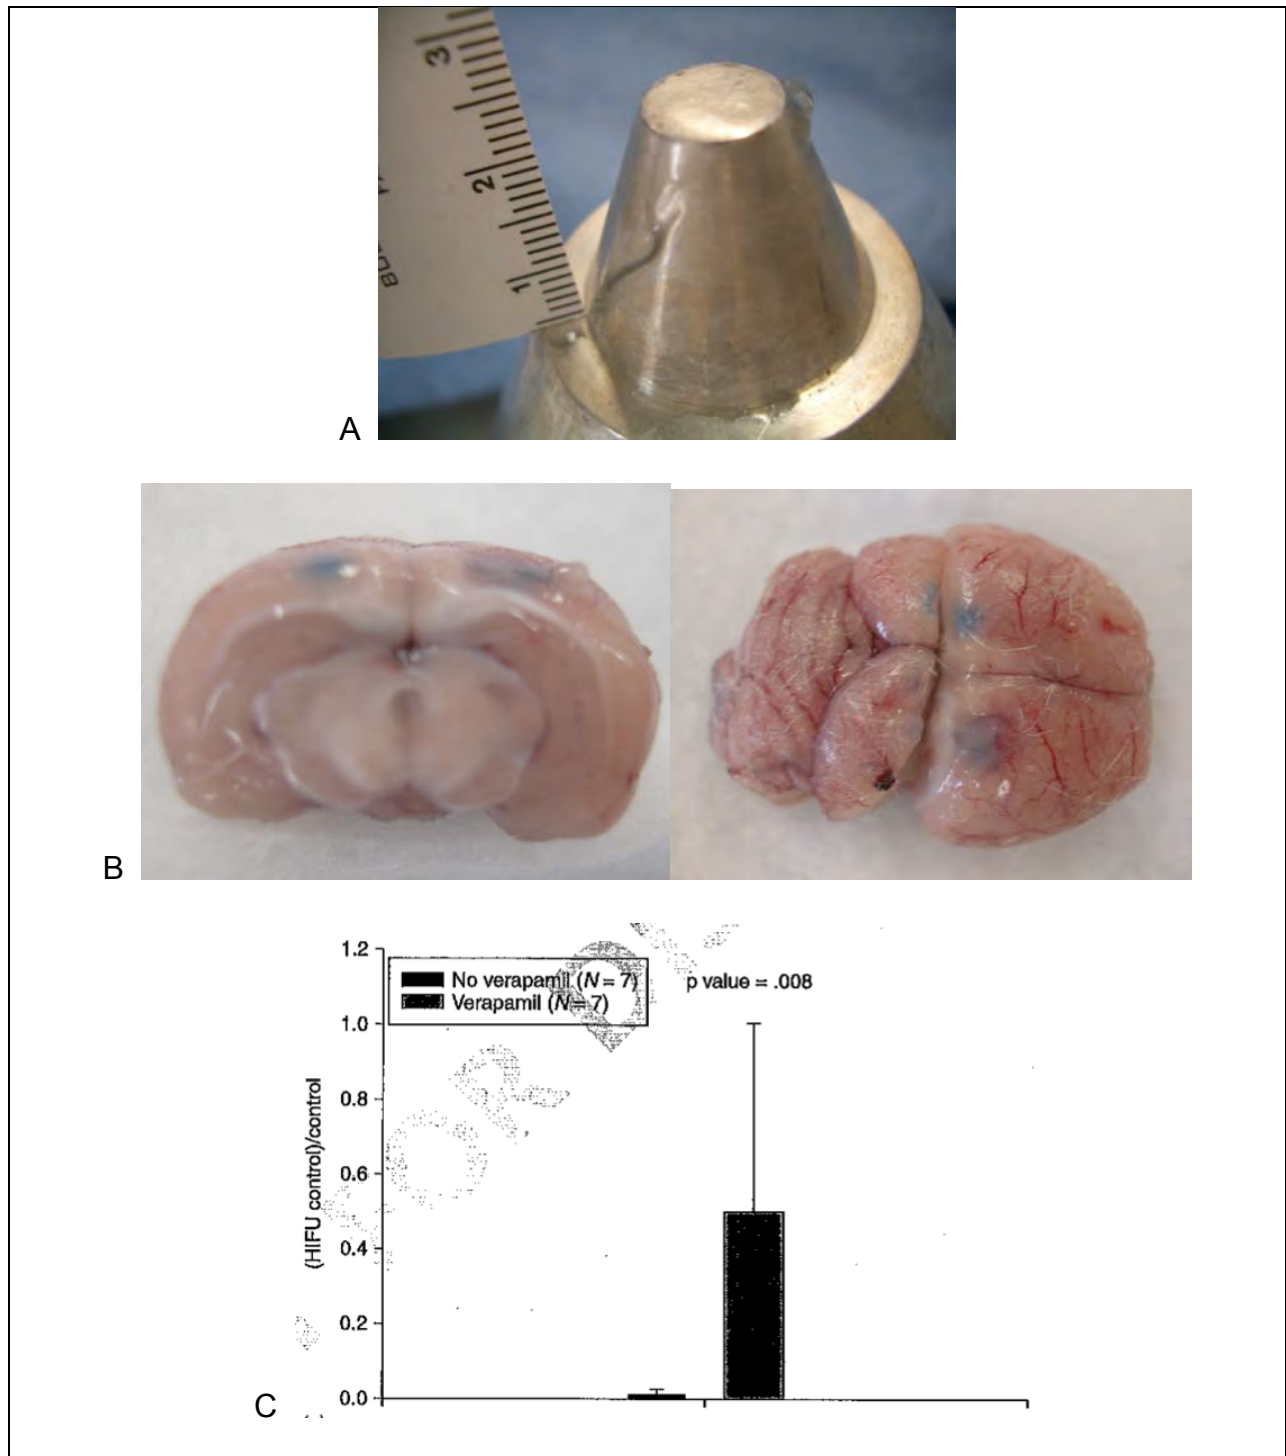 3
2
1
A
B
1.2
No verapamil (N = 7)
p value = .008
Verapamil (N = 7)
1.0
0.8
0.6
0.4
0.2
0.0
(HIFU control)/control
C